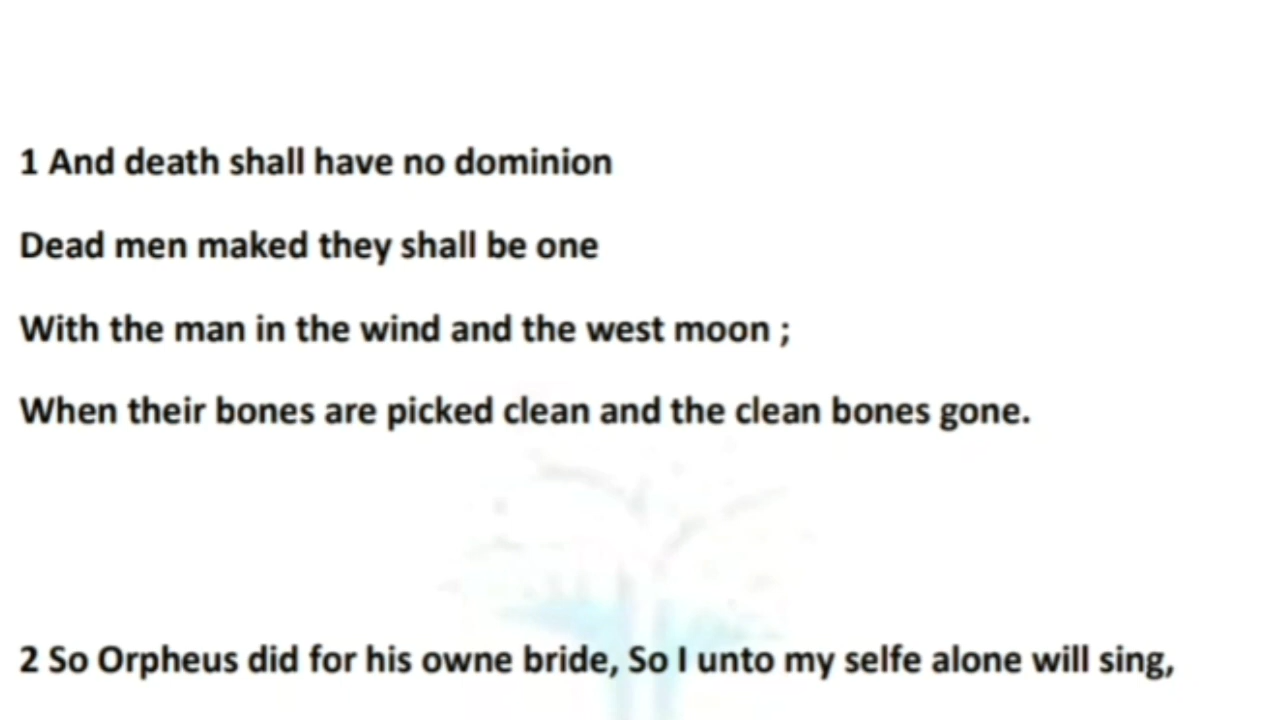 1 And death shall have no dominion
Dead men maked they shall be one
With the man in the wind and the west moon ;
When their bones are picked clean and the clean bones gone.
2 So Orpheus did for his owne bride, So I unto my selfe alone will sing,